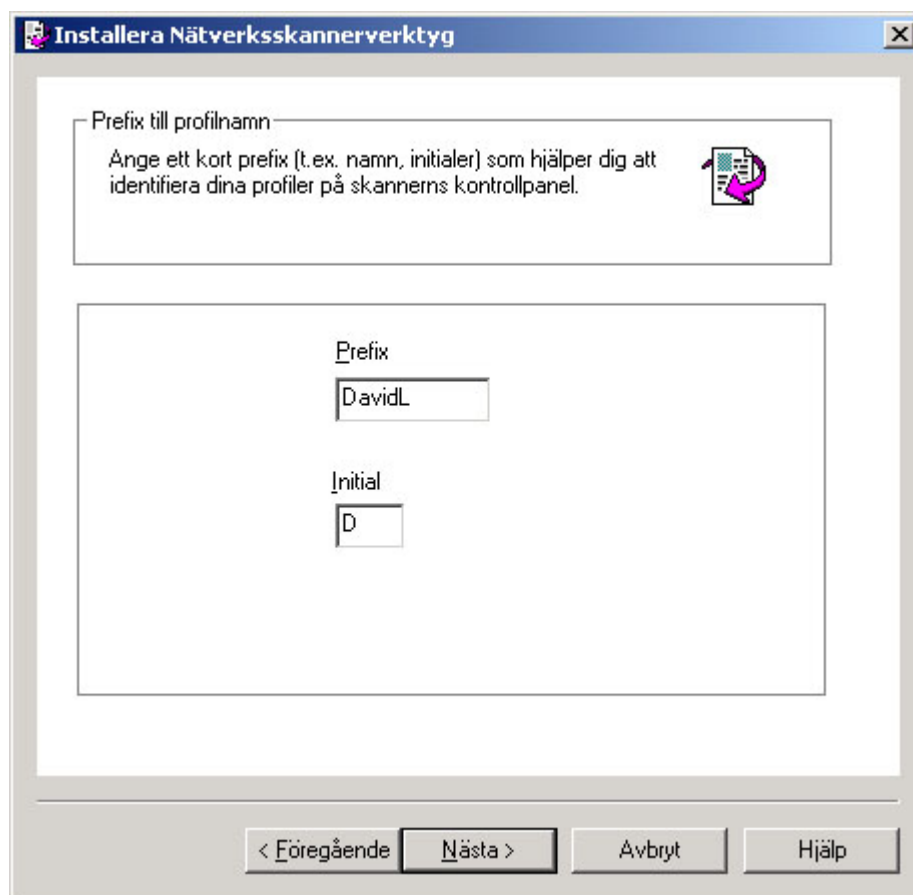 Installera Nätverksskannerverktyg
Prefix till profilnamn
Ange ett kort prefix (t.ex. namn, initialer) som hjälper dig att
identifiera dina profiler på skannerns kontrollpanel.
Prefix
DavidL
Initial
D
< Föregående Nästa > Avbryt Hjälp